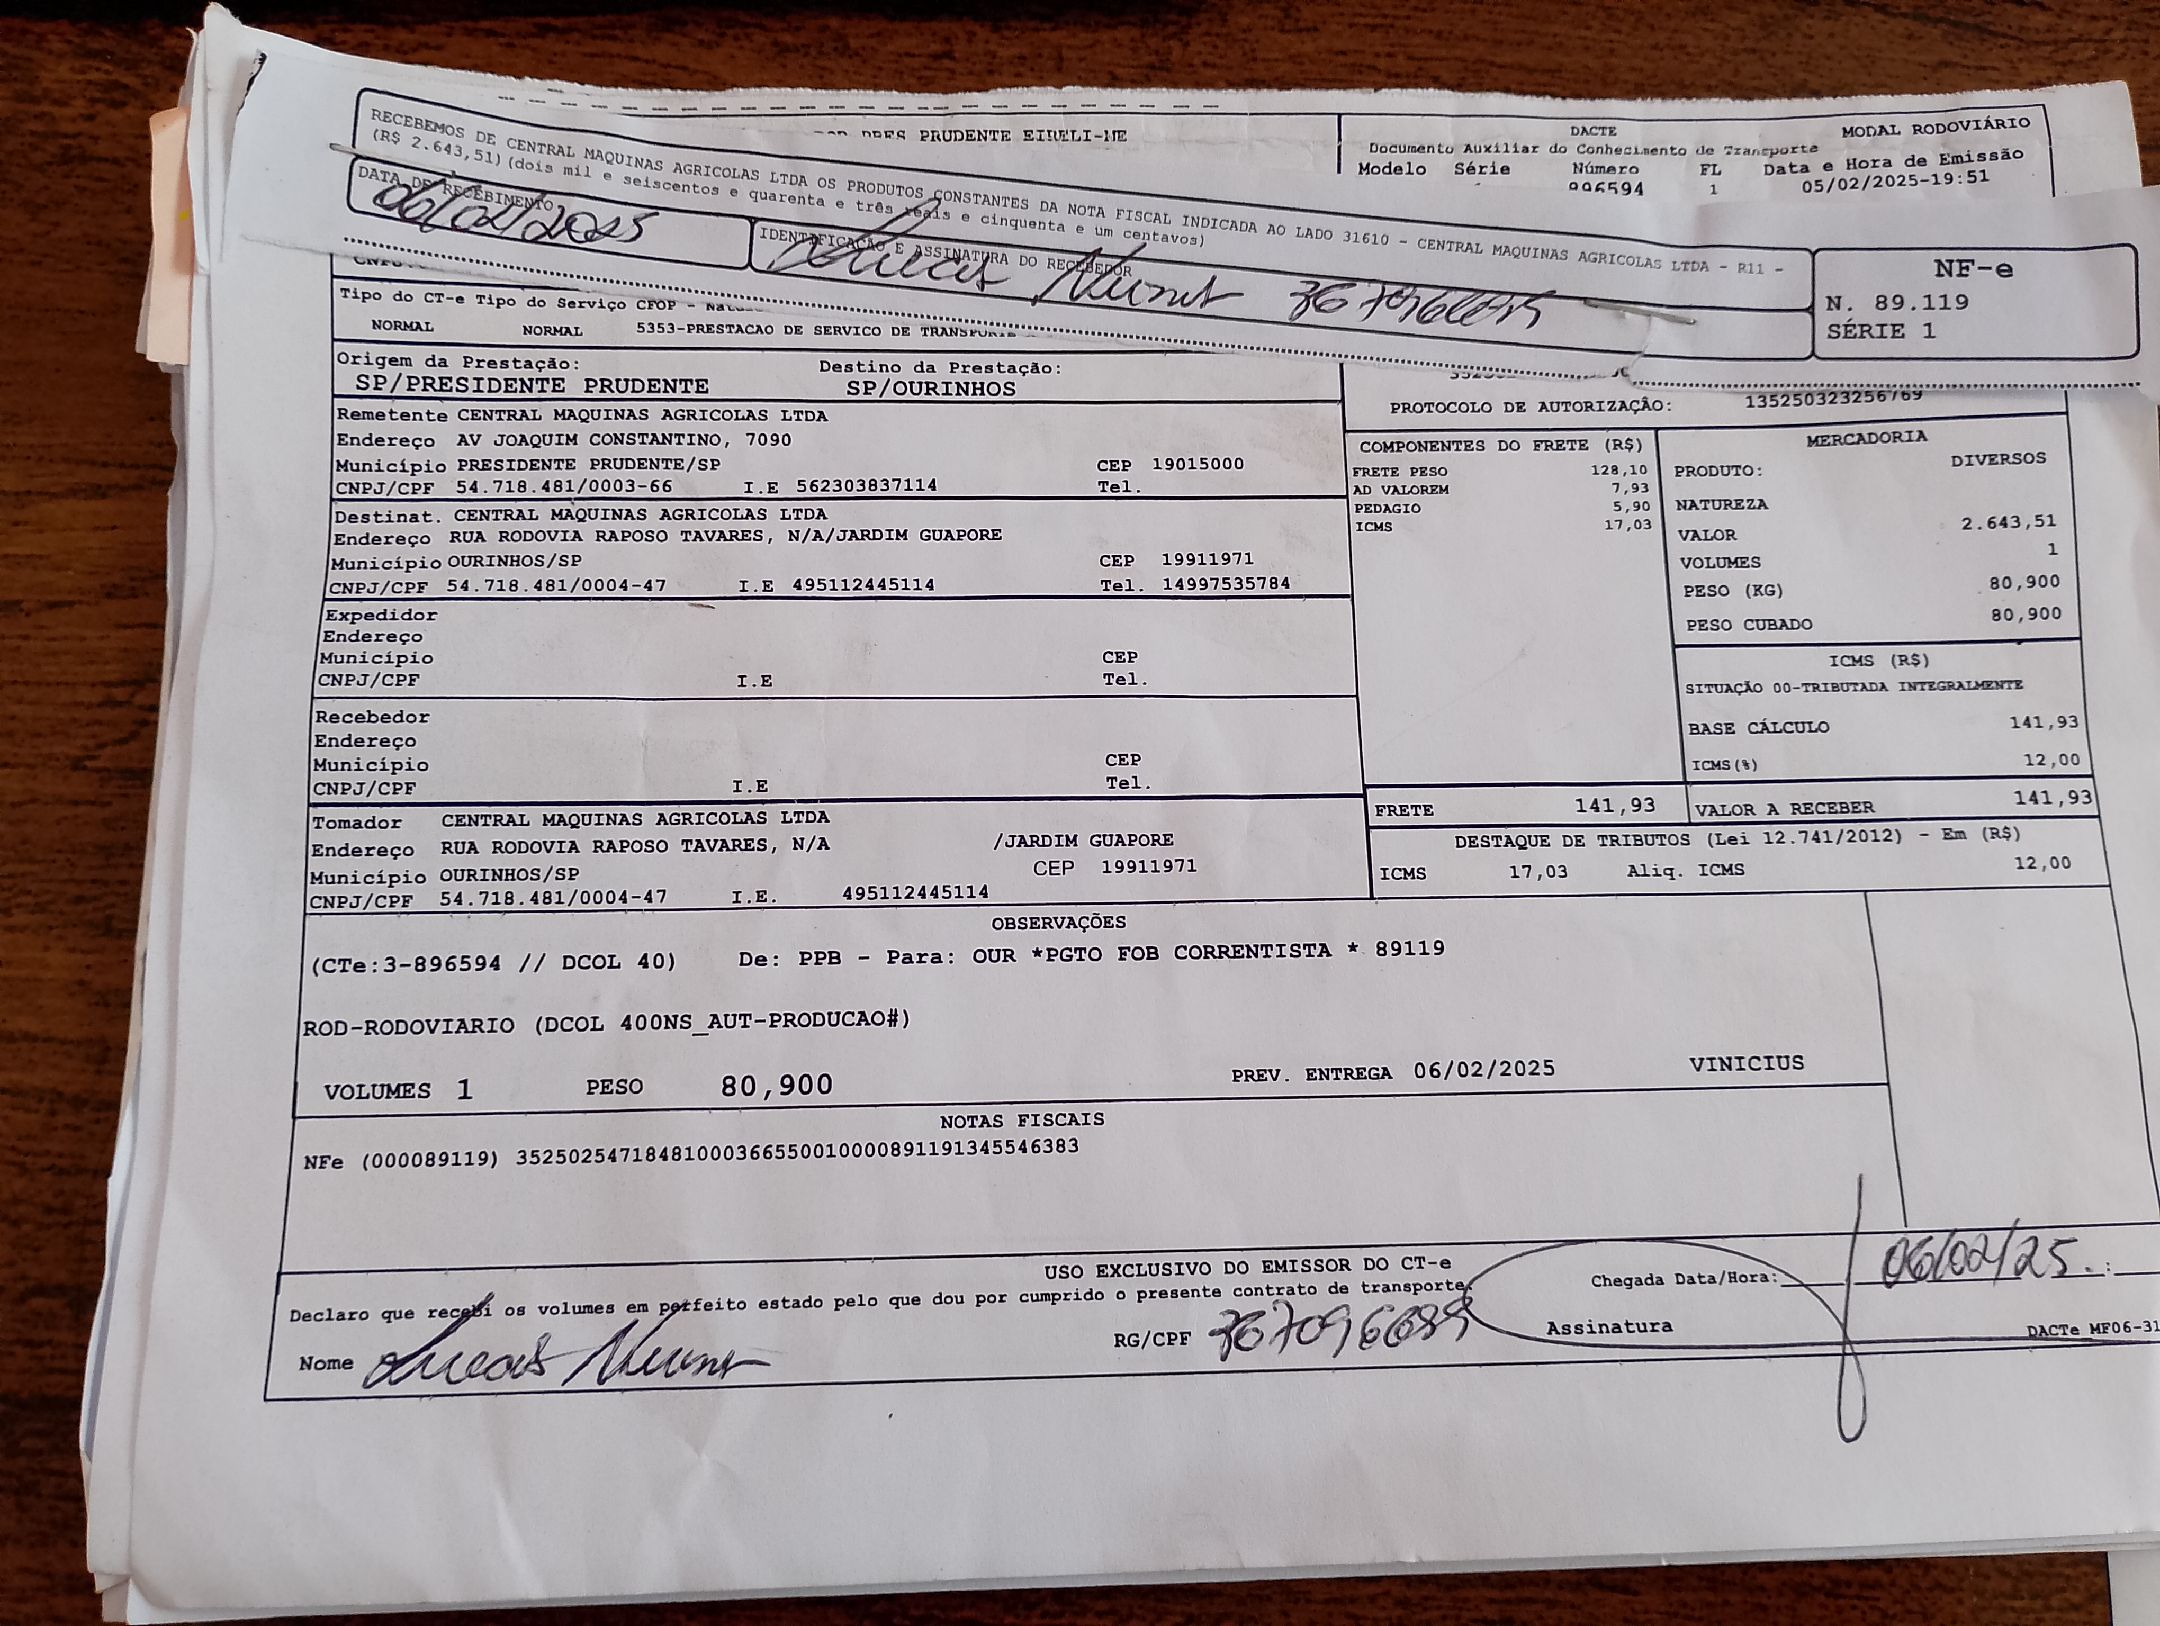 RECEBEMOS DE CENTRAL MAQUINAS AGRICOLAS LTDA OS PRODUTOS CONSTANTES DA NOTA FISCAL INDICADA AO LADO 31610 - CENTRAL MAQUINAS AGRICOLAS LTDA - R11 -
(R$ 2.643,51) (dois mil e seiscentos e quarenta e três reais e cinquenta e um centavos)
DATA DE RECEBIMENTO
06/02/2025
IDENTIFICAÇÃO E ASSINATURA DO RECEBEDOR
Lucas
NF-e
N. 89.119
SÉRIE 1
PRES PRUDENTE EIRELI-ME
DACTE MODAL RODOVIÁRIO
Documento Auxiliar do Conhecimento de Transporte
Modelo Série Número FL Data e Hora de Emissão
896594 1 05/02/2025-19:51
Tipo do CT-e Tipo do Serviço CFOP -
NORMAL NORMAL 5353-PRESTACAO DE SERVICO DE
Origem da Prestação: Destino da Prestação:
SP/PRESIDENTE PRUDENTE SP/OURINHOS
PROTOCOLO DE AUTORIZAÇÃO: 135250323256769
Remetente CENTRAL MAQUINAS AGRICOLAS LTDA
Endereço AV JOAQUIM CONSTANTINO, 7090
Município PRESIDENTE PRUDENTE/SP CEP 19015000
CNPJ/CPF 54.718.481/0003-66 I.E 562303837114 Tel.
Destinat. CENTRAL MAQUINAS AGRICOLAS LTDA
Endereço RUA RODOVIA RAPOSO TAVARES, N/A/JARDIM GUAPORE
Município OURINHOS/SP CEP 19911971
CNPJ/CPF 54.718.481/0004-47 I.E 495112445114 Tel. 14997535784
Expedidor
Endereço
Município CEP
CNPJ/CPF I.E Tel.
Recebedor
Endereço
Município CEP
CNPJ/CPF I.E Tel.
Tomador CENTRAL MAQUINAS AGRICOLAS LTDA
Endereço RUA RODOVIA RAPOSO TAVARES, N/A /JARDIM GUAPORE
Município OURINHOS/SP CEP 19911971
CNPJ/CPF 54.718.481/0004-47 I.E. 495112445114
COMPONENTES DO FRETE (R$)
FRETE PESO 128,10
AD VALOREM 7,93
PEDAGIO 5,90
ICMS 17,03
MERCADORIA
PRODUTO: DIVERSOS
NATUREZA
VALOR 2.643,51
VOLUMES 1
PESO (KG) 80,900
PESO CUBADO 80,900
ICMS (R$)
SITUAÇÃO 00-TRIBUTADA INTEGRALMENTE
BASE CÁLCULO 141,93
ICMS(%) 12,00
FRETE 141,93 VALOR A RECEBER 141,93
DESTAQUE DE TRIBUTOS (Lei 12.741/2012) - Em (R$)
ICMS 17,03 Aliq. ICMS 12,00
OBSERVAÇÕES
(CTe:3-896594 // DCOL 40) De: PPB - Para: OUR *PGTO FOB CORRENTISTA * 89119
ROD-RODOVIARIO (DCOL 400NS_AUT-PRODUCAO#)
VOLUMES 1 PESO 80,900 PREV. ENTREGA 06/02/2025 VINICIUS
NOTAS FISCAIS
NFe (000089119) 35250254718481000366550010000891191345546383
USO EXCLUSIVO DO EMISSOR DO CT-e
Declaro que recebi os volumes em perfeito estado pelo que dou por cumprido o presente contrato de transporte.
Chegada Data/Hora: 06/02/25. :
Nome Lucas
RG/CPF
Assinatura
DACTe MF06-31